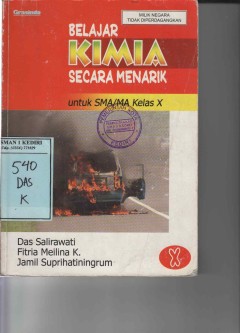 Grasindo
MILIK NEGARA
TIDAK DIPERDAGANGKAN
BELAJAR
KIMIA
SECARA MENARIK
untuk SMA/MA Kelas X
SMAN 1 KEDIRI
540
DAS
K
Das Salirawati
Fitria Meilina K.
Jamil Suprihatiningrum
X